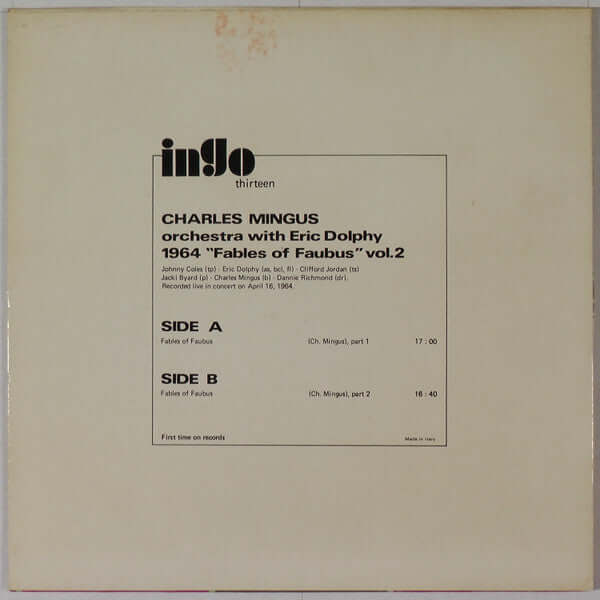 ingo
thirteen
CHARLES MINGUS
orchestra with Eric Dolphy
1964 "Fables of Faubus" vol.2
Johnny Coles (tp) · Eric Dolphy (as, bcl, fl) · Clifford Jordan (ts)
Jacki Byard (p) · Charles Mingus (b) · Dannie Richmond (dr).
Recorded live in concert on April 16, 1964.
SIDE A
Fables of Faubus (Ch. Mingus), part 1 17 : 00
SIDE B
Fables of Faubus (Ch. Mingus), part 2 16 : 40
First time on records Made in Italy